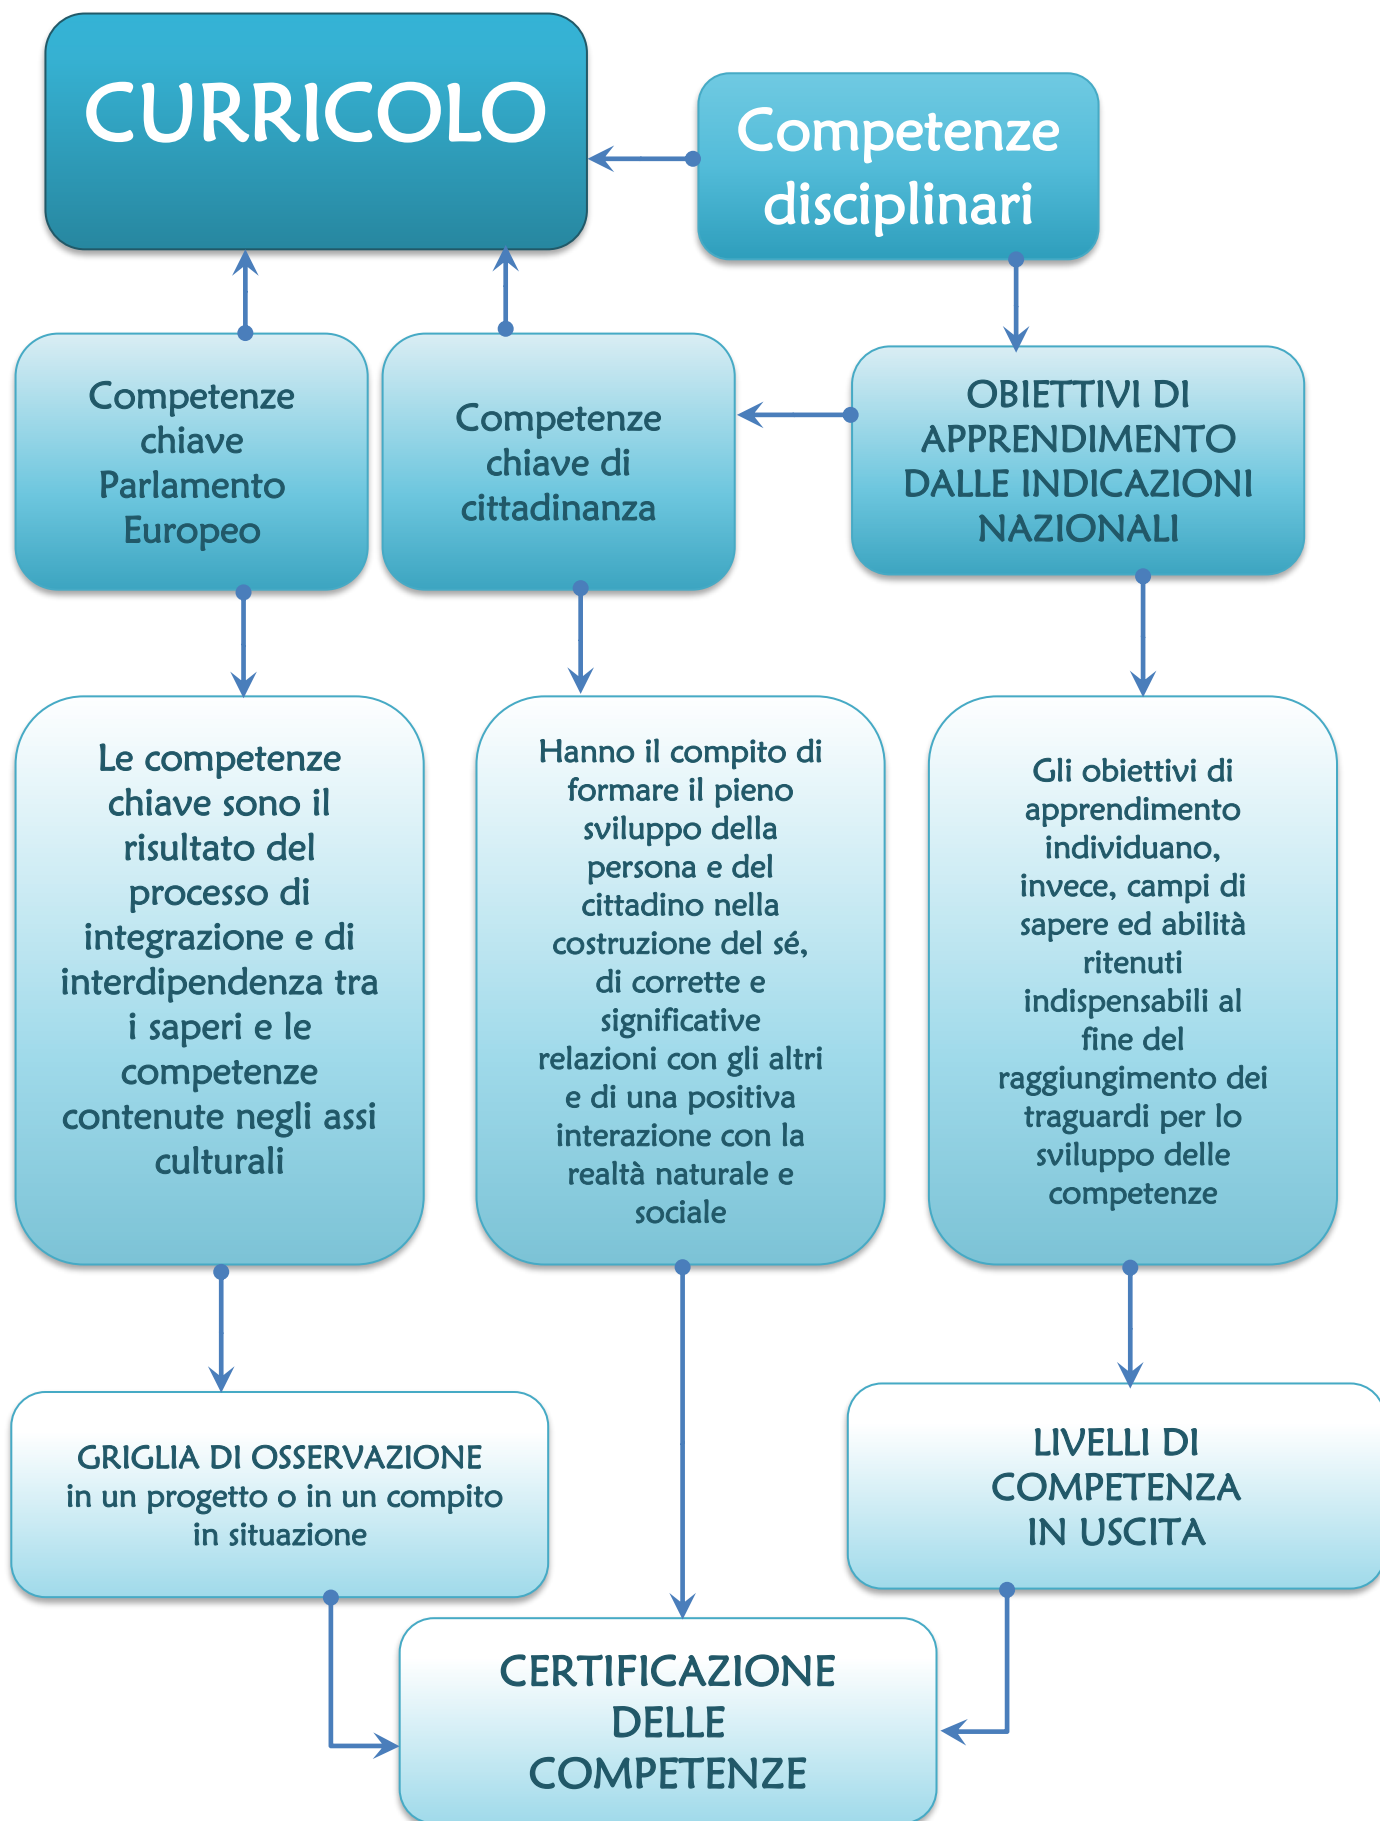 CURRICOLO
Competenze
disciplinari
Competenze
chiave
Parlamento
Europeo
Competenze
chiave di
cittadinanza
OBIETTIVI DI
APPRENDIMENTO
DALLE INDICAZIONI
NAZIONALI
Le competenze
chiave sono il
risultato del
processo di
integrazione e di
interdipendenza tra
i saperi e le
competenze
contenute negli assi
culturali
Hanno il compito di
formare il pieno
sviluppo della
persona e del
cittadino nella
costruzione del sé,
di corrette e
significative
relazioni con gli altri
e di una positiva
interazione con la
realtà naturale e
sociale
Gli obiettivi di
apprendimento
individuano,
invece, campi di
sapere ed abilità
ritenuti
indispensabili al
fine del
raggiungimento dei
traguardi per lo
sviluppo delle
competenze
GRIGLIA DI OSSERVAZIONE
in un progetto o in un compito
in situazione
LIVELLI DI
COMPETENZA
IN USCITA
CERTIFICAZIONE
DELLE
COMPETENZE